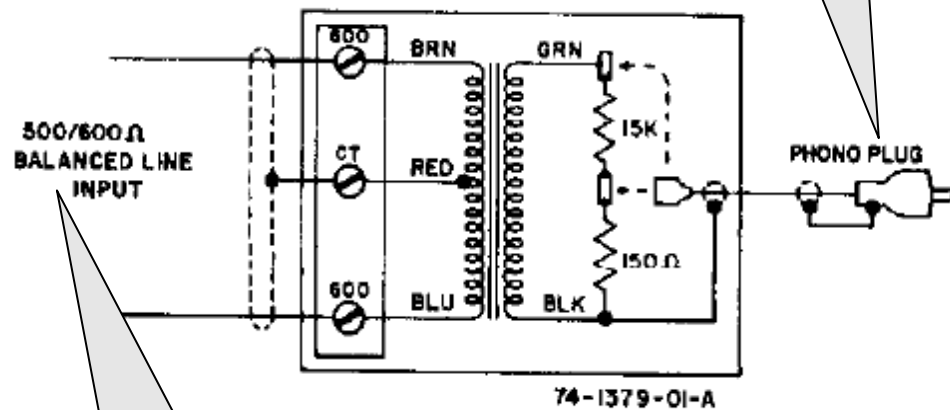 600
BRN
GRN
15K
500/600Ω
BALANCED LINE
INPUT
CT
RED
PHONO PLUG
150Ω
600
BLU
BLK
74-1379-01-A